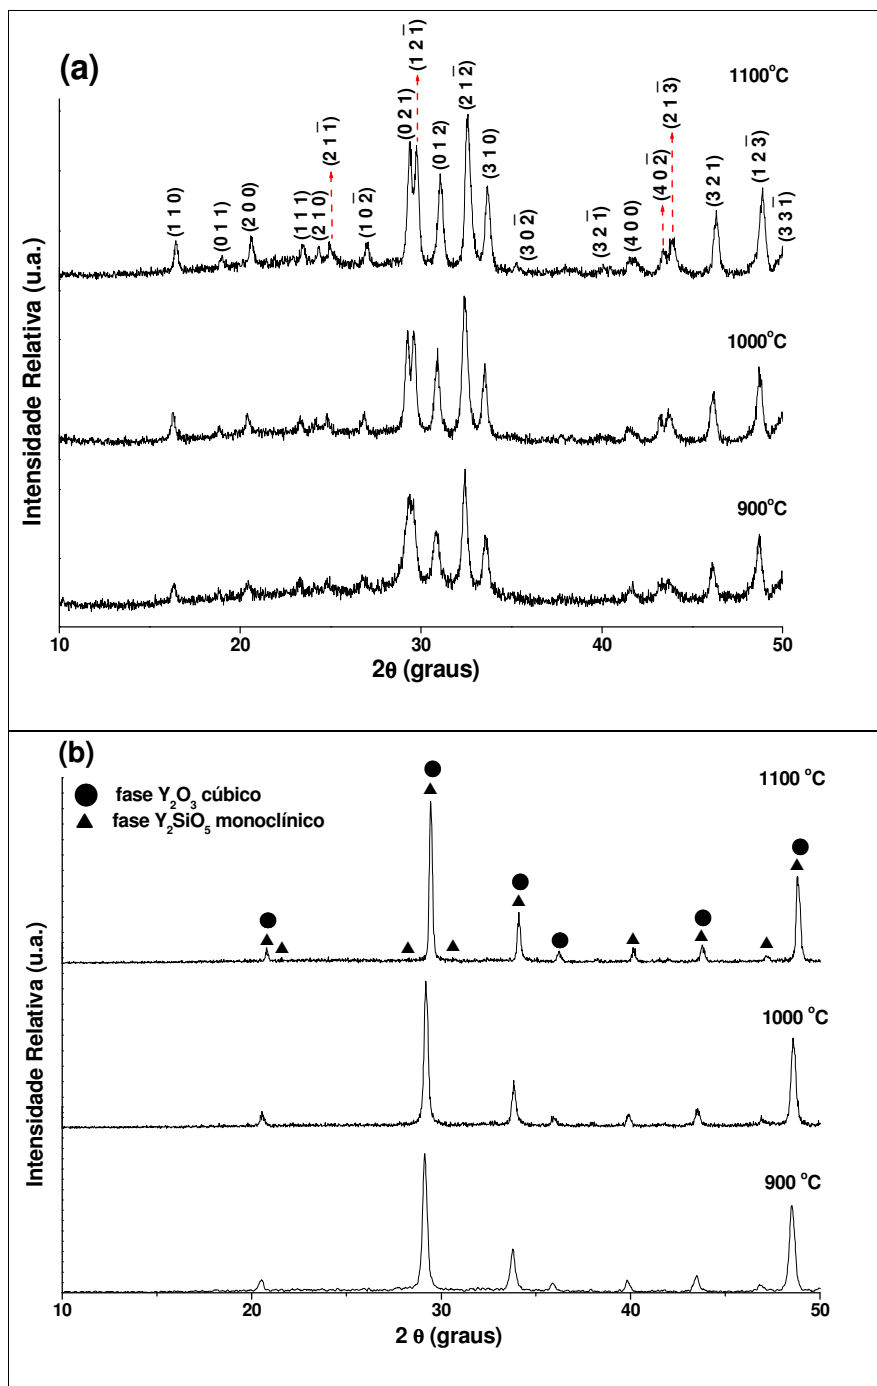 (a)
1100°C
(1 1 0)
(0 1 1)
(2 0 0)
(1 1 1)
(2 1 0)
(2 1 1̅)
(1 0 2̅)
(0 2 1)
(1 2 1̅)
(0 1 2)
(2 1̅ 2)
(3 1 0)
(3 0 2̅)
(3 2̅ 1)
(4 0 0)
(4 0 2̅)
(2 1 3̅)
(3 2 1)
(1 2̅ 3)
(3̅ 3 1)
1000°C
900°C
Intensidade Relativa (u.a.)
10 20 30 40 50
2θ (graus)
(b)
1100 °C
fase Y₂O₃ cúbico
fase Y₂SiO₅ monoclínico
1000 °C
900 °C
Intensidade Relativa (u.a.)
10 20 30 40 50
2 θ (graus)